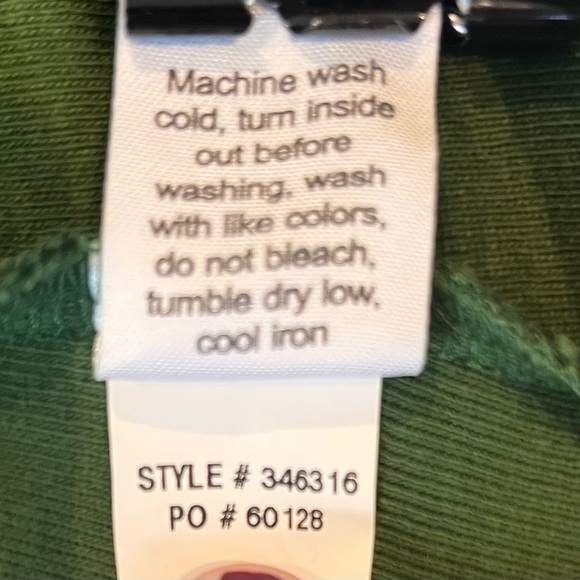 Machine wash
cold, turn inside
out before
washing, wash
with like colors,
do not bleach,
tumble dry low,
cool iron
STYLE # 346316
PO # 60128